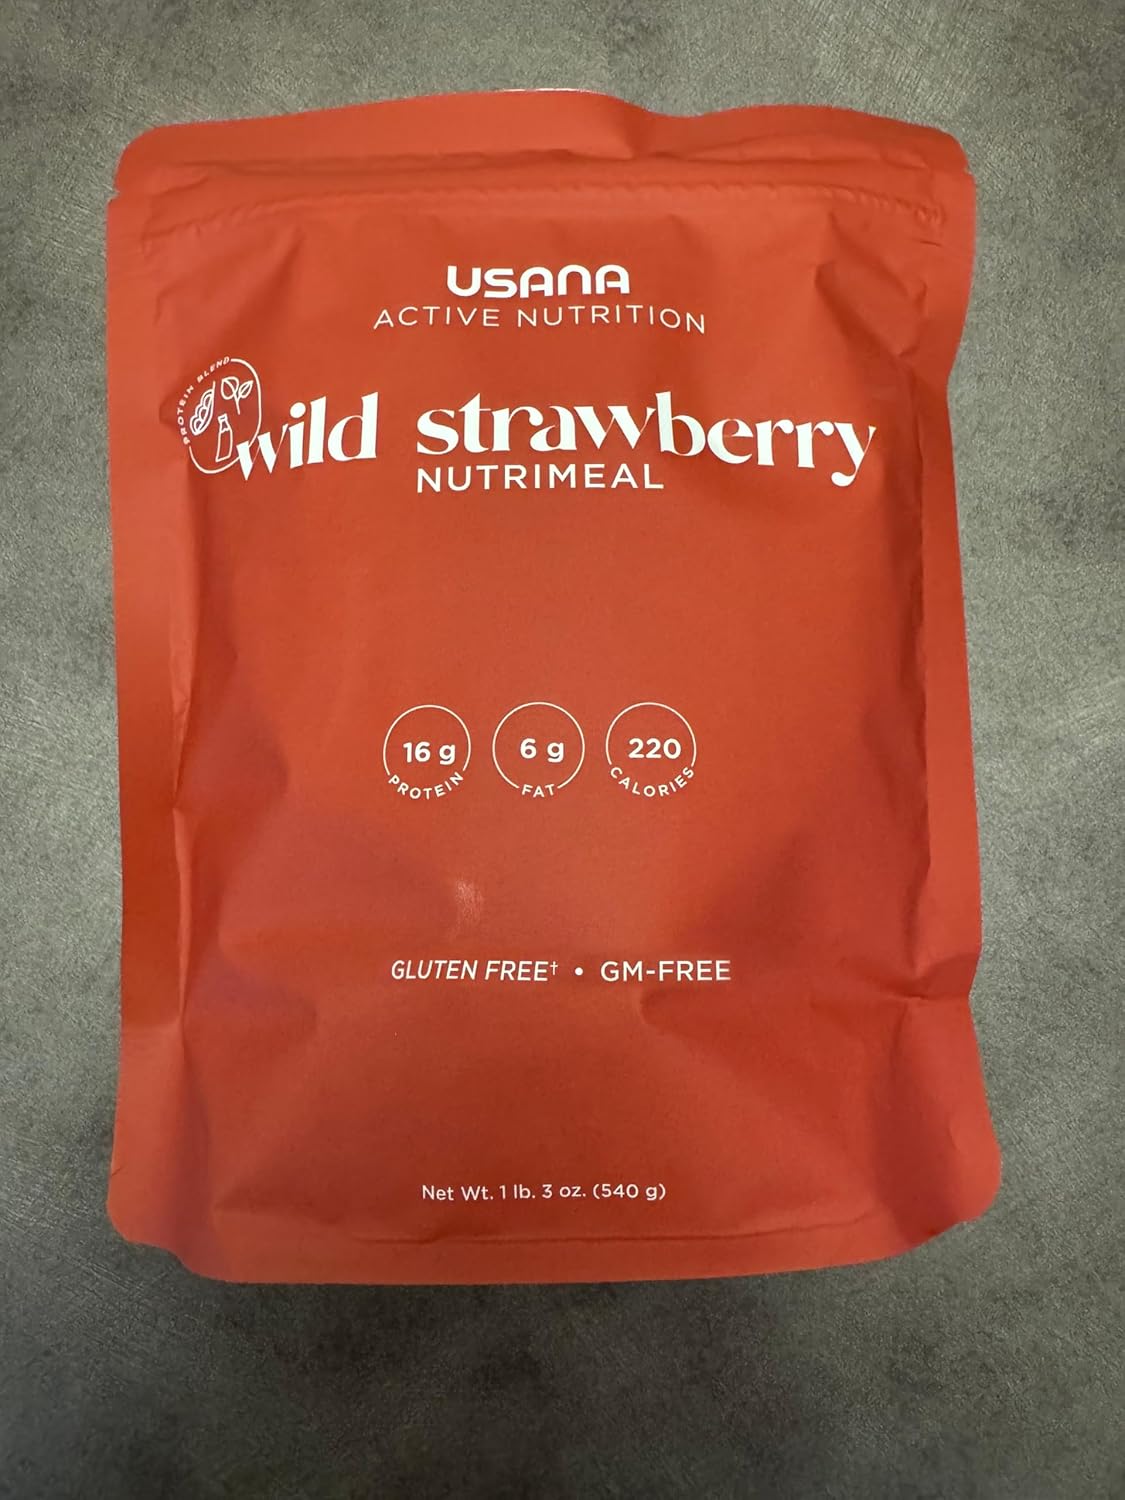 USANA
ACTIVE NUTRITION
PROTEIN BLEND
wild strawberry
NUTRIMEAL
16 g
PROTEIN
6 g
FAT
220
CALORIES
GLUTEN FREE† • GM-FREE
Net Wt. 1 lb. 3 oz. (540 g)